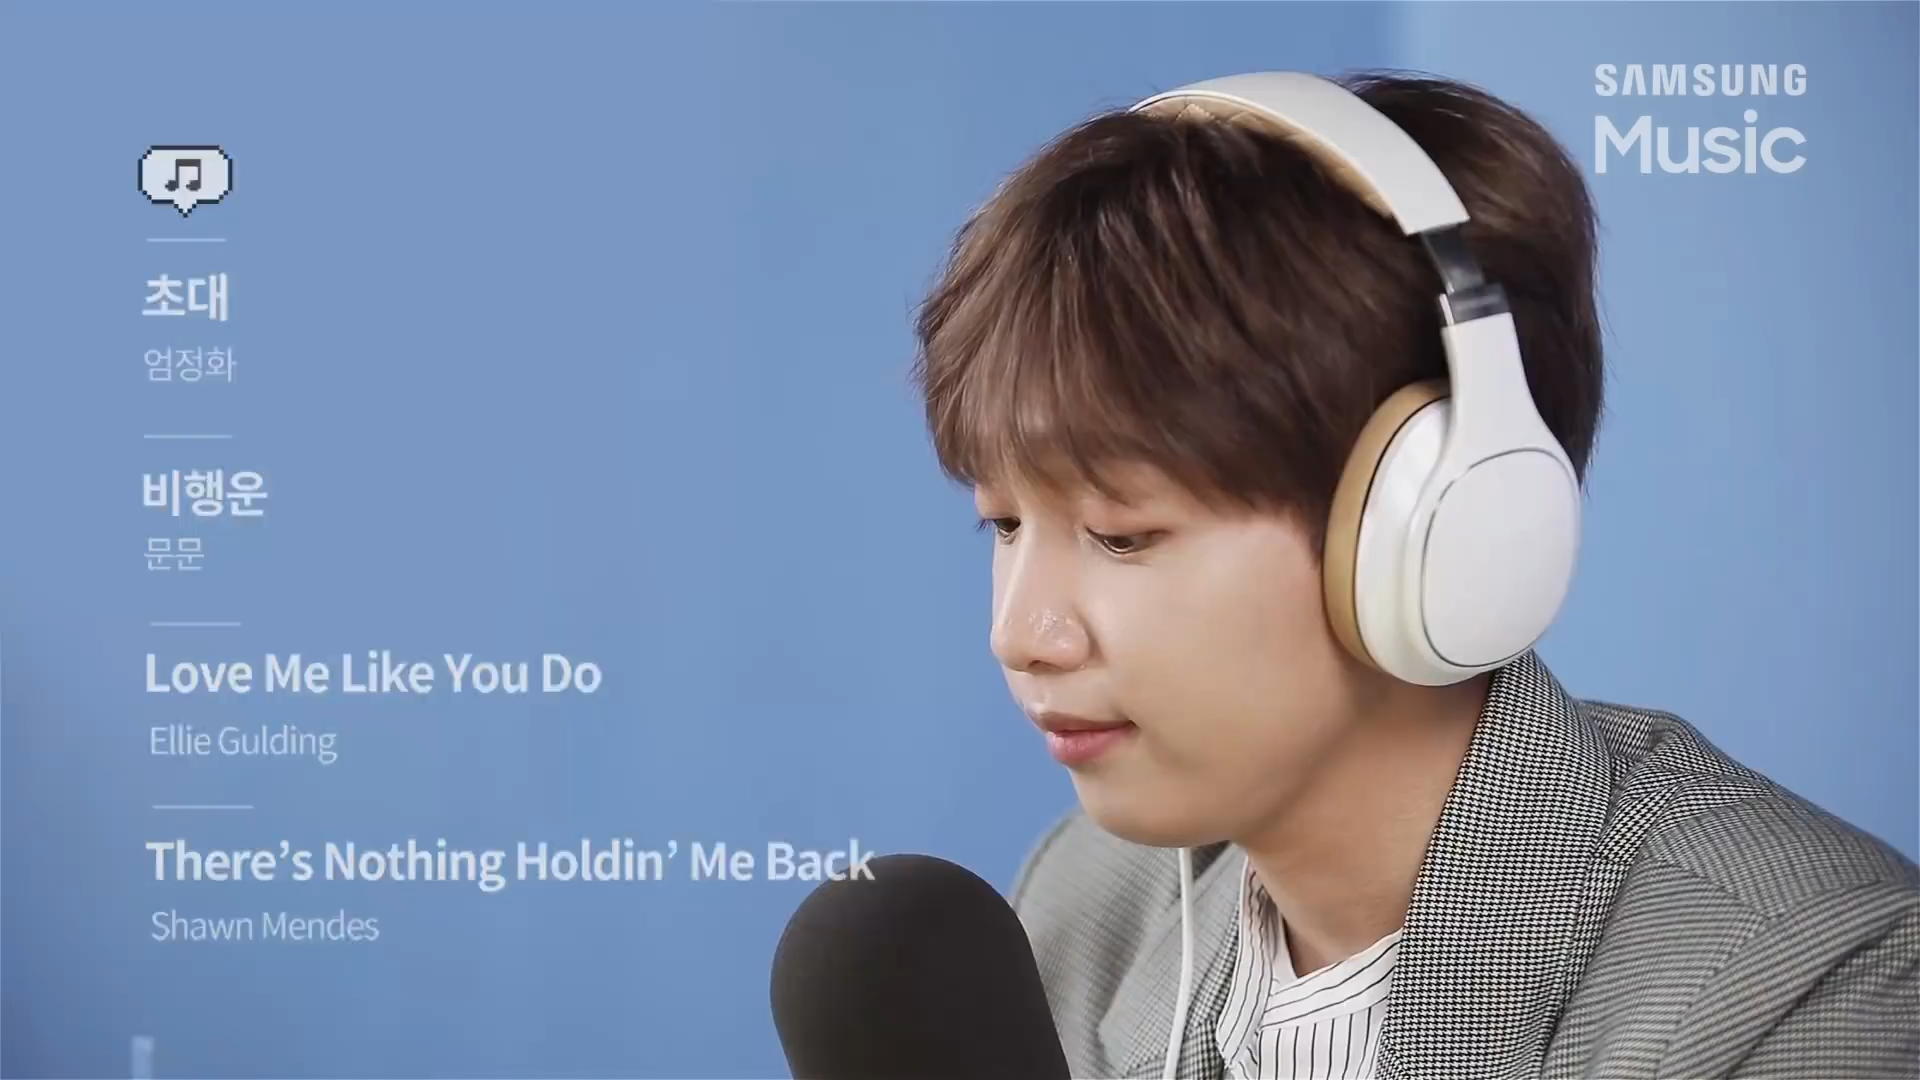 SAMSUNG
Music
초대
엄정화
비행운
문문
Love Me Like You Do
Ellie Gulding
There’s Nothing Holdin’ Me Back
Shawn Mendes